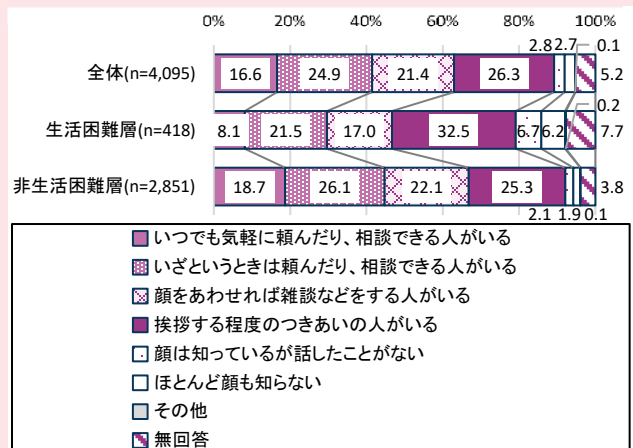 0% 20% 40% 60% 80% 100%
2.8 2.7 0.1
全体(n=4,095) 16.6 24.9 21.4 26.3 5.2
0.2
生活困難層(n=418) 8.1 21.5 17.0 32.5 6.7 6.2 7.7
非生活困難層(n=2,851) 18.7 26.1 22.1 25.3 3.8
2.1 1.9 0.1
いつでも気軽に頼んだり、相談できる人がいる
いざというときは頼んだり、相談できる人がいる
顔をあわせれば雑談などをする人がいる
挨拶する程度のつきあいの人がいる
顔は知っているが話したことがない
ほとんど顔も知らない
その他
無回答